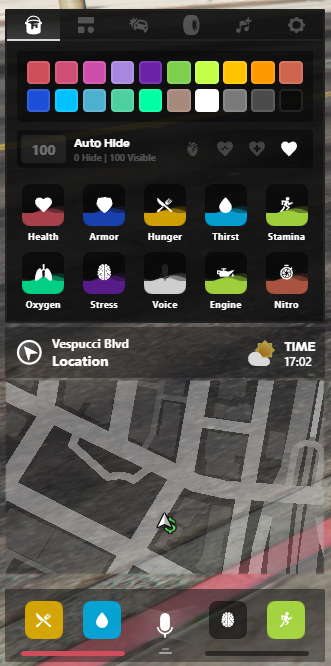 100
Auto Hide
0 Hide | 100 Visible
Health Armor Hunger Thirst Stamina
Oxygen Stress Voice Engine Nitro
Vespucci Blvd
Location
TIME
17:02